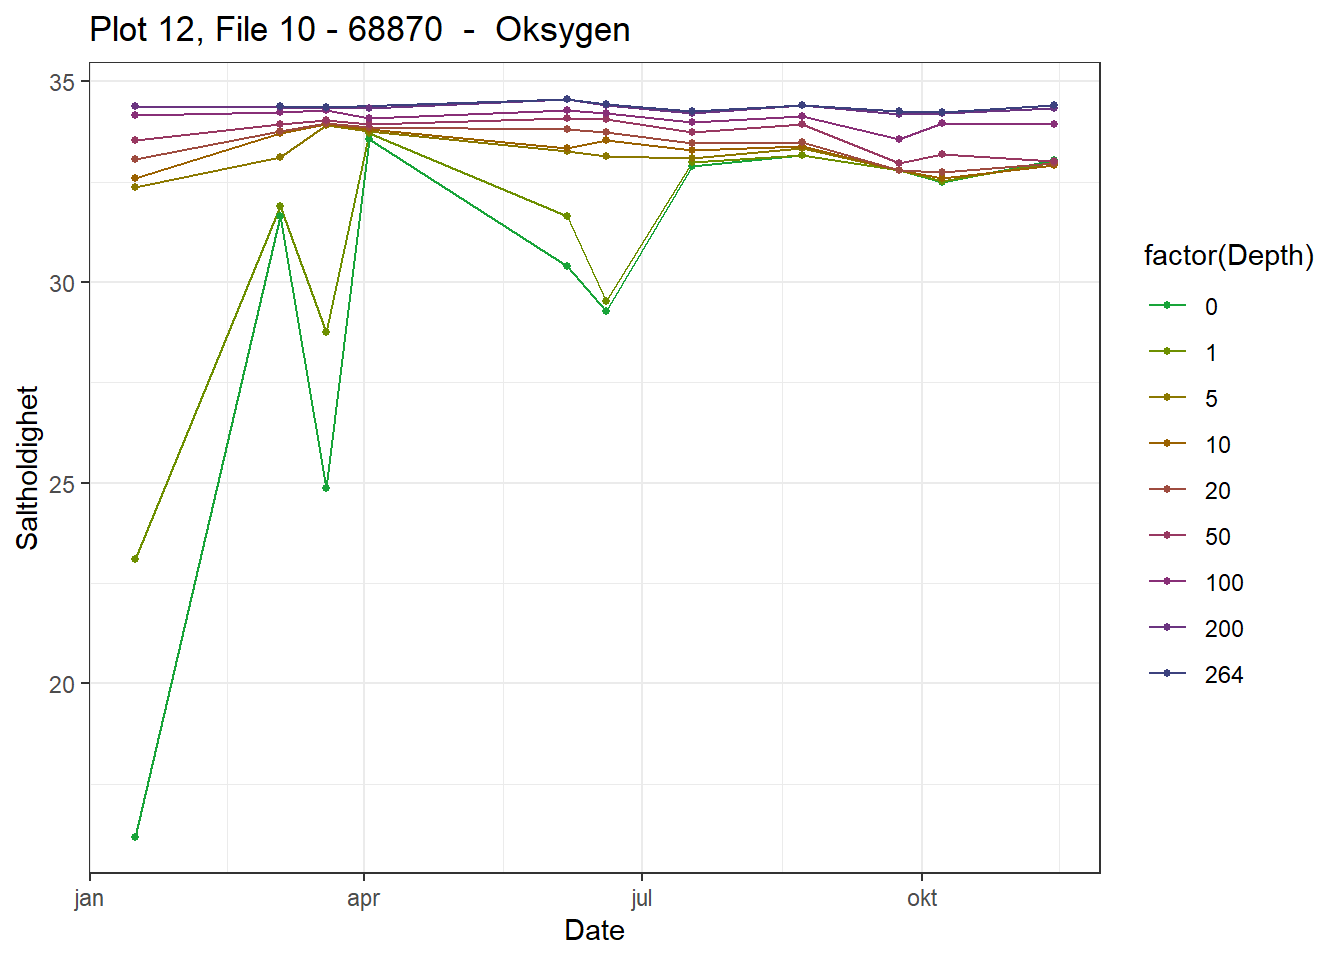 Plot 12, File 10 - 68870  -  Oksygen
35
30
25
20
Saltholdighet
jan
apr
jul
okt
Date
factor(Depth)
0
1
5
10
20
50
100
200
264